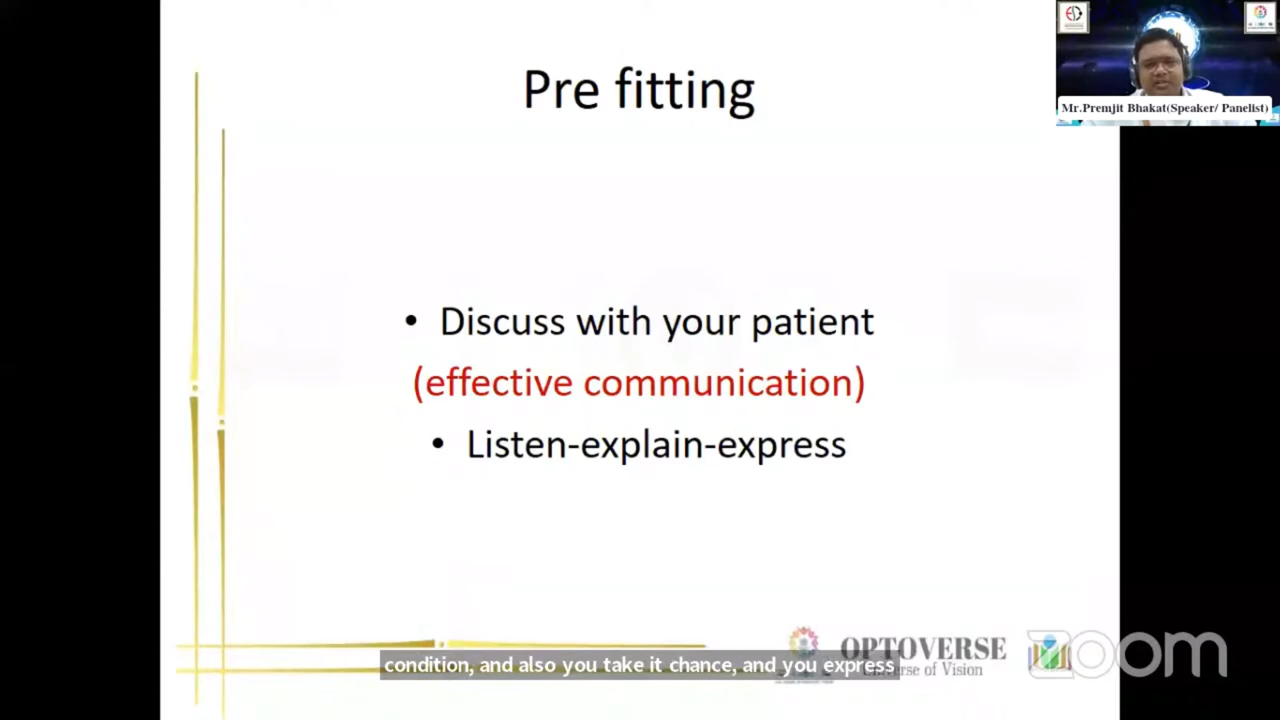 Pre fitting
Mr.Premjit Bhakat(Speaker/ Panelist)
• Discuss with your patient
(effective communication)
• Listen-explain-express
OPTOVERSE
Universe of Vision
zoom
condition, and also you take it chance, and you express